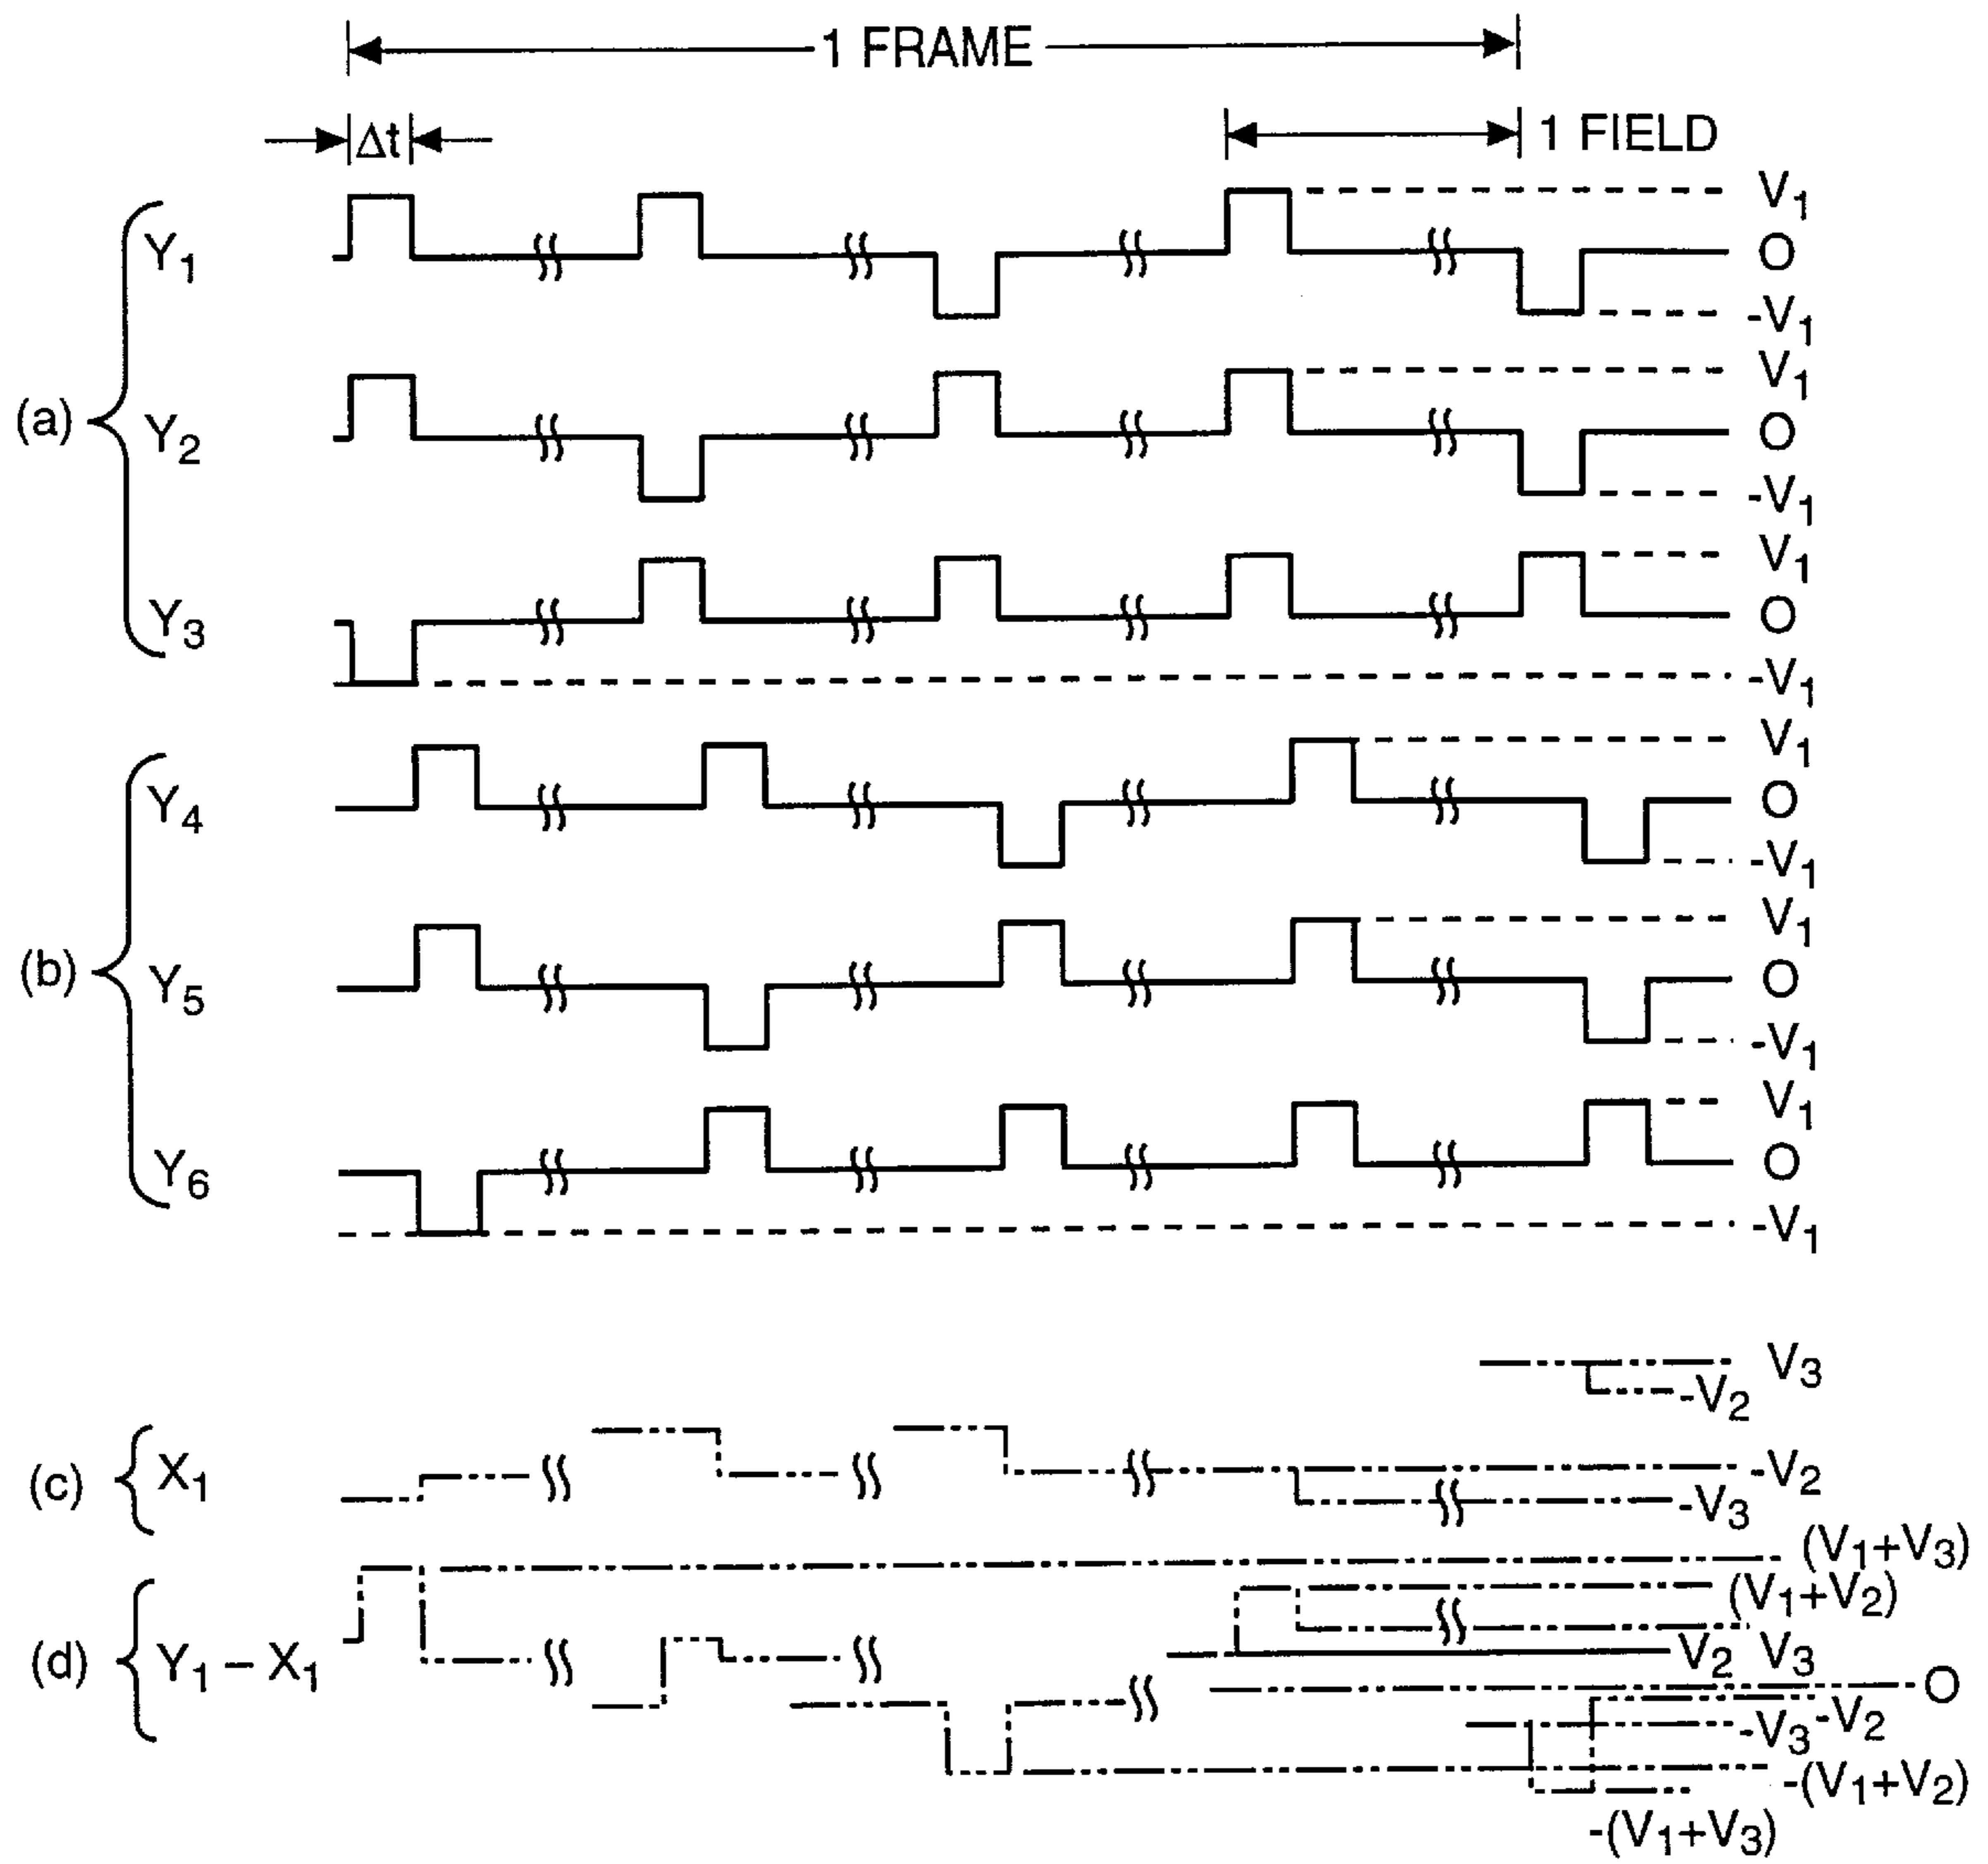 1 FRAME
Δt
1 FIELD
(a)
Y1
V1
O
-V1
Y2
V1
O
-V1
Y3
V1
O
-V1
(b)
Y4
V1
O
-V1
Y5
V1
O
-V1
Y6
V1
O
-V1
V3
-V2
(c)
X1
-V2
-V3
(d)
Y1 – X1
(V1+V3)
(V1+V2)
V2 V3
O
-V2
-V3
-(V1+V2)
-(V1+V3)